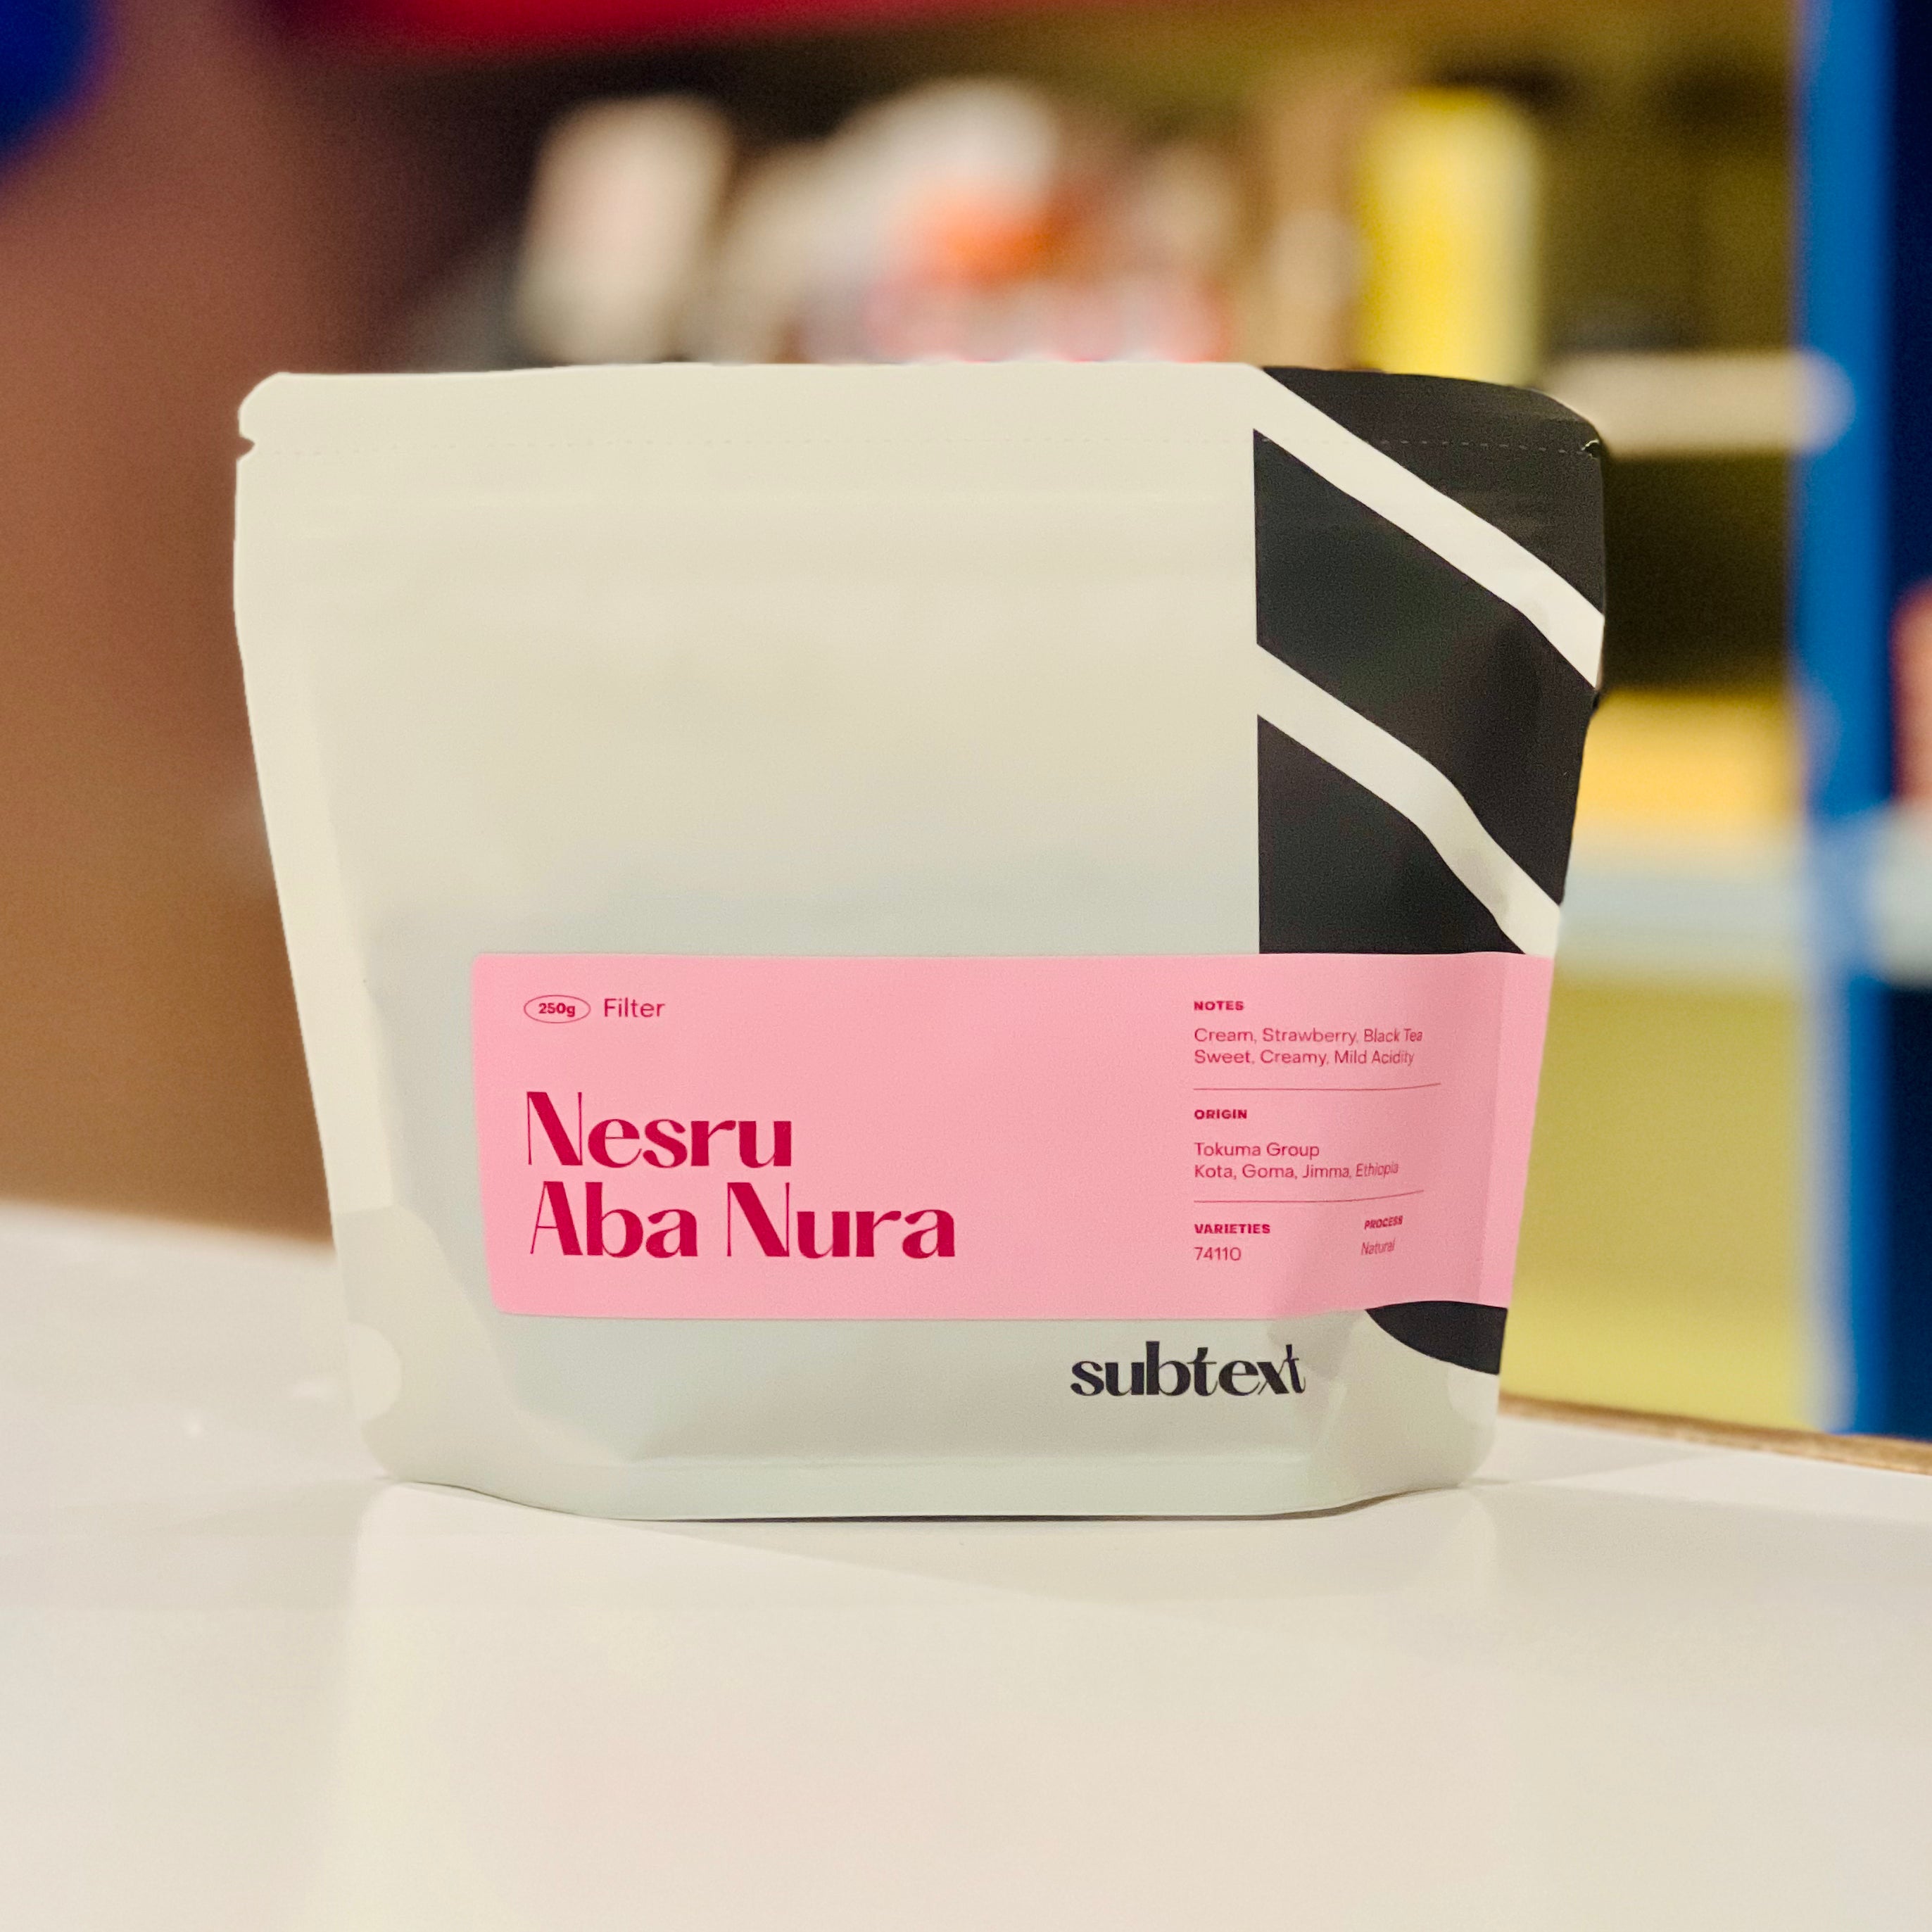 250g Filter
Nesru
Aba Nura
NOTES
Cream, Strawberry, Black Tea
Sweet, Creamy, Mild Acidity
ORIGIN
Tokuma Group
Kota, Goma, Jimma, Ethiopia
VARIETIES
74110
PROCESS
Natural
subtext